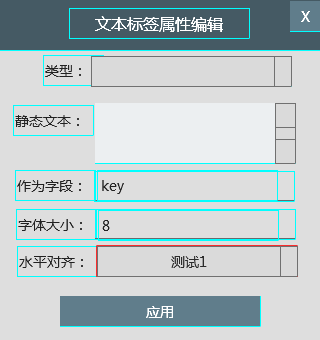 文本标签属性编辑 X
类型：
静态文本：
作为字段： key
字体大小： 8
水平对齐： 测试1
应用